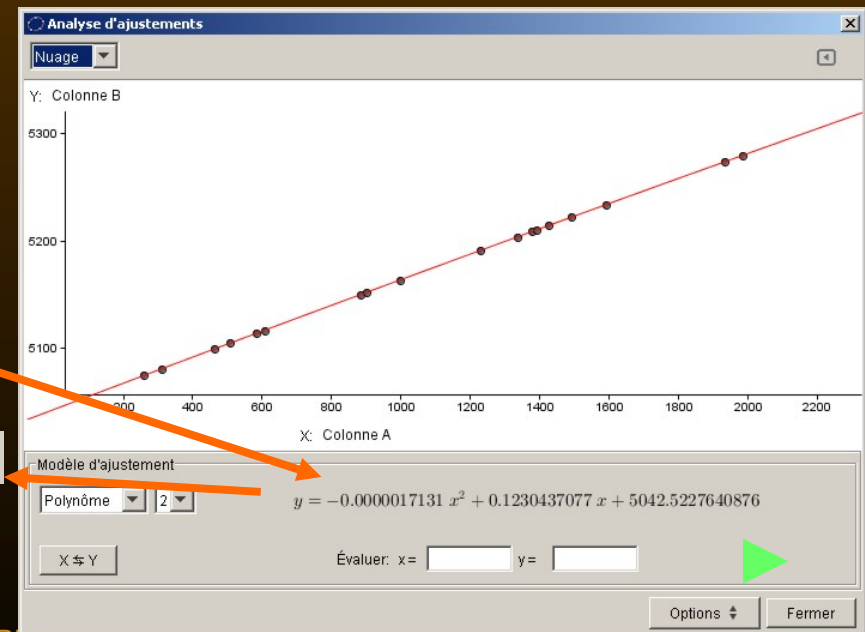 Analyse d'ajustements
Nuage
Y: Colonne B
5300
5200
5100
200 400 600 800 1000 1200 1400 1600 1800 2000 2200
X: Colonne A
Modèle d'ajustement
Polynôme 2 y = −0.0000017131 x² + 0.1230437077 x + 5042.5227640876
X ⇆ Y Évaluer: x = y =
Options Fermer